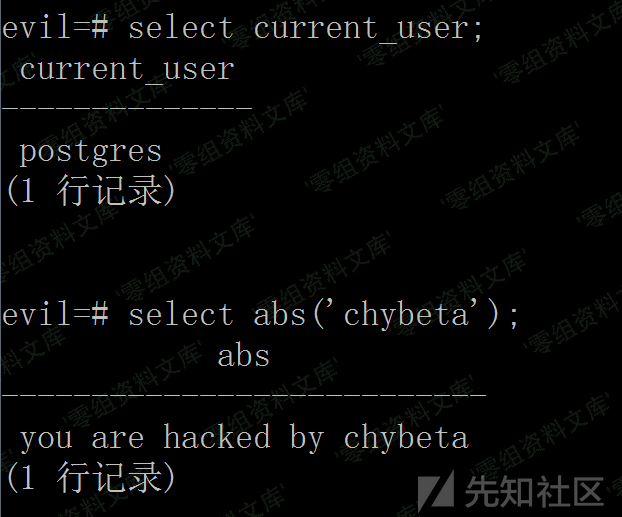 evil=# select current_user;
current_user
--------------
postgres
(1 行记录)
evil=# select abs('chybeta');
abs
---------------------------
you are hacked by chybeta
(1 行记录)
先知社区
'零组资料文库'